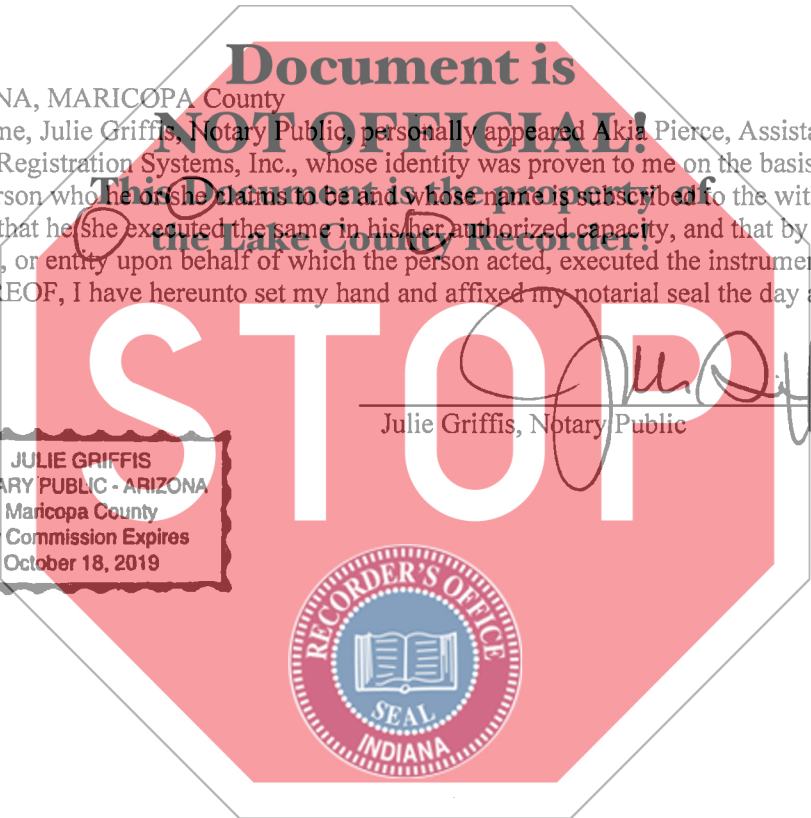 Document is
NA, MARICOPA County
NOT OFFICIAL!
me, Julie Griffis, Notary Public, personally appeared Akia Pierce, Assista
Registration Systems, Inc., whose identity was proven to me on the basis
rson who he or she claims to be and whose name is subscribed to the wit
This Document is the property of
that he/she executed the same in his/her authorized capacity, and that by
the Lake County Recorder!
, or entity upon behalf of which the person acted, executed the instrumen
REOF, I have hereunto set my hand and affixed my notarial seal the day a
STOP
Julie Griffis, Notary Public
JULIE GRIFFIS
ARY PUBLIC - ARIZONA
Maricopa County
Commission Expires
October 18, 2019
RECORDER'S OFFICE
SEAL
INDIANA